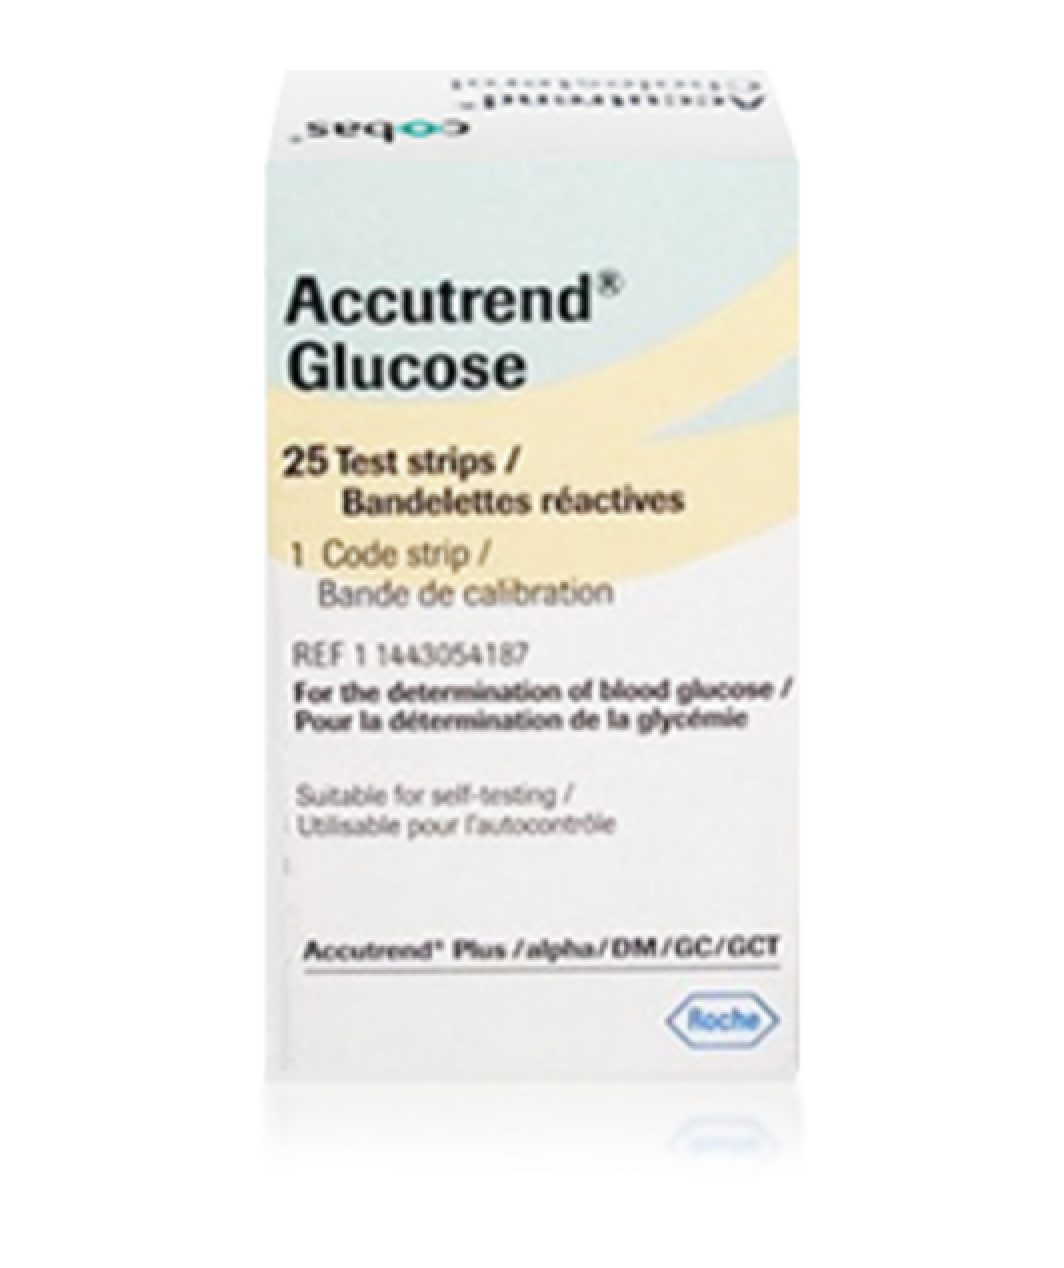 Accutrend®
Cholesterol
cobas®
Accutrend®
Glucose
25 Test strips /
Bandelettes réactives
1 Code strip /
Bande de calibration
REF 1 1443054187
For the determination of blood glucose /
Pour la détermination de la glycémie
Suitable for self-testing /
Utilisable pour l'autocontrôle
Accutrend® Plus /alpha/DM/GC/GCT
Roche